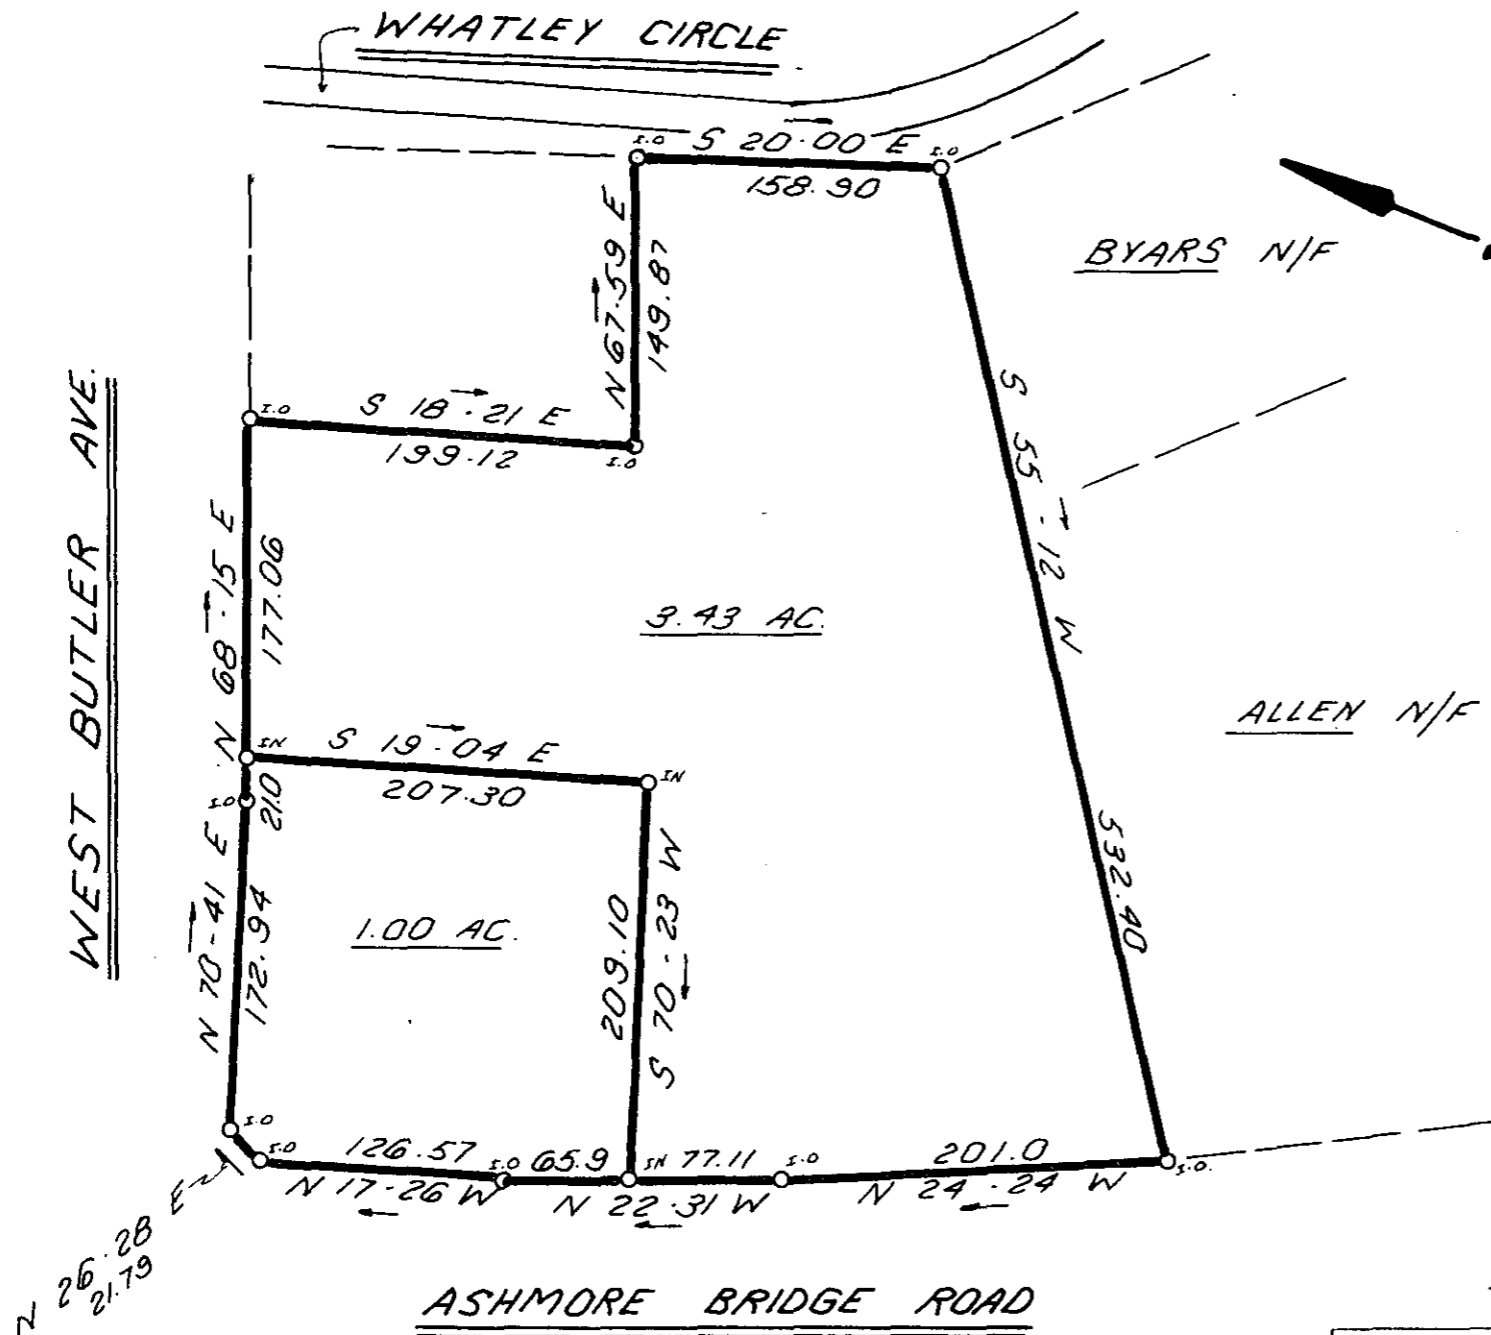 WHATLEY CIRCLE
I.O S 20·00 E I.O
158.90
N 67·59 E
149.87
BYARS N/F
WEST BUTLER AVE.
I.O S 18·21 E
199.12
I.O
S 55·12 W
532.40
N 68·15 E
177.06
3.43 AC.
ALLEN N/F
IN S 19·04 E
207.30
IN
I.O
21.0
N 70-41 E
172.94
1.00 AC.
209.10
S 70-23 W
I.O
I.O 126.57 I.O 65.9 IN 77.11 I.O 201.0 I.O.
N 17-26 W N 22·31 W N 24·24 W
N 26·28 E
21.79
ASHMORE BRIDGE ROAD